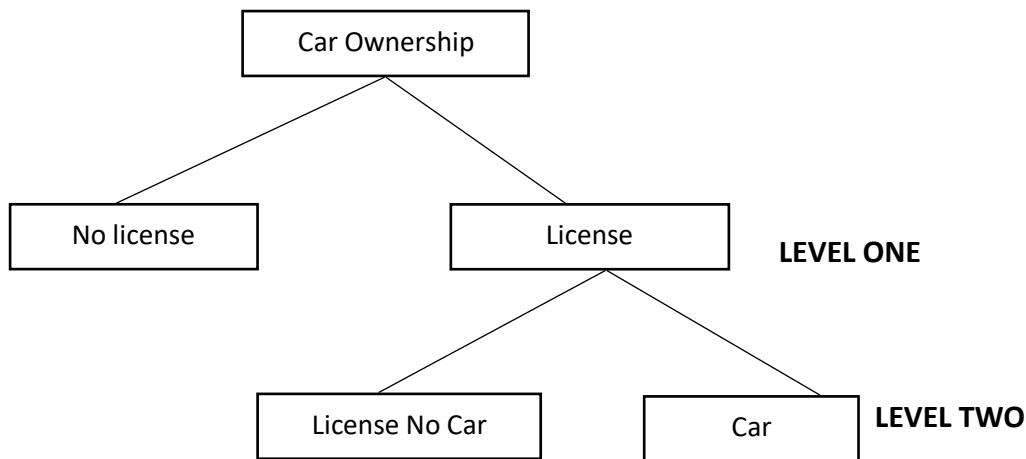 Car Ownership
No license
License
LEVEL ONE
License No Car
Car
LEVEL TWO